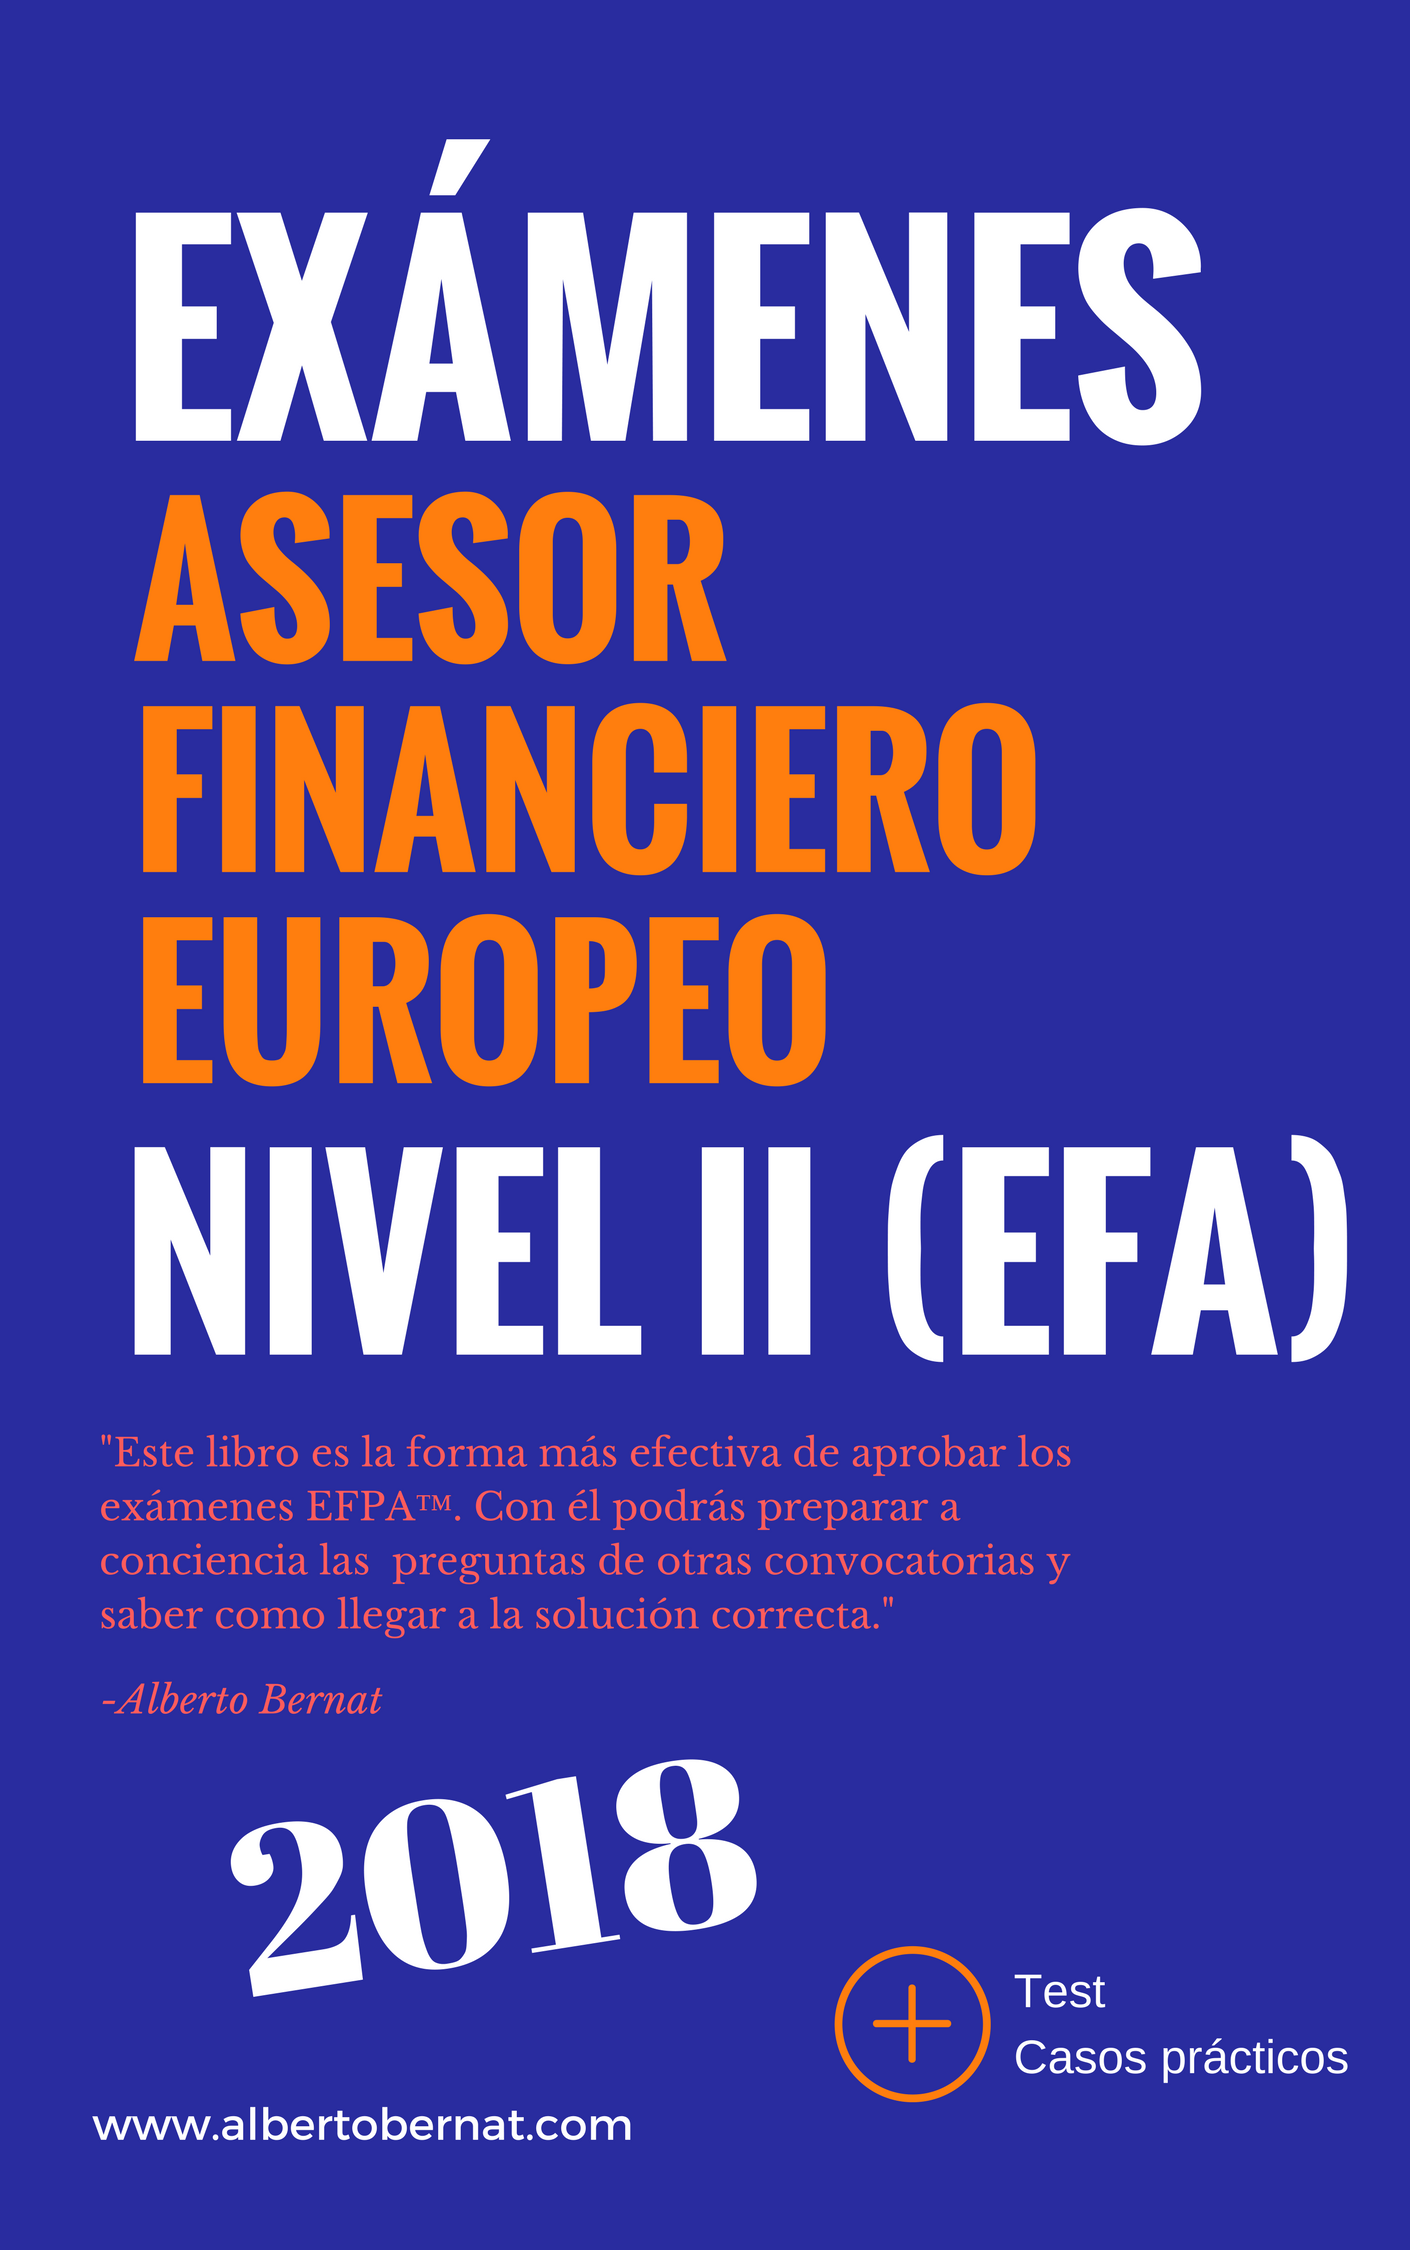 EXÁMENES
ASESOR
FINANCIERO
EUROPEO
NIVEL II (EFA)
"Este libro es la forma más efectiva de aprobar los
exámenes EFPA™. Con él podrás preparar a
conciencia las  preguntas de otras convocatorias y
saber como llegar a la solución correcta."
-Alberto Bernat
2018
Test
Casos prácticos
www.albertobernat.com